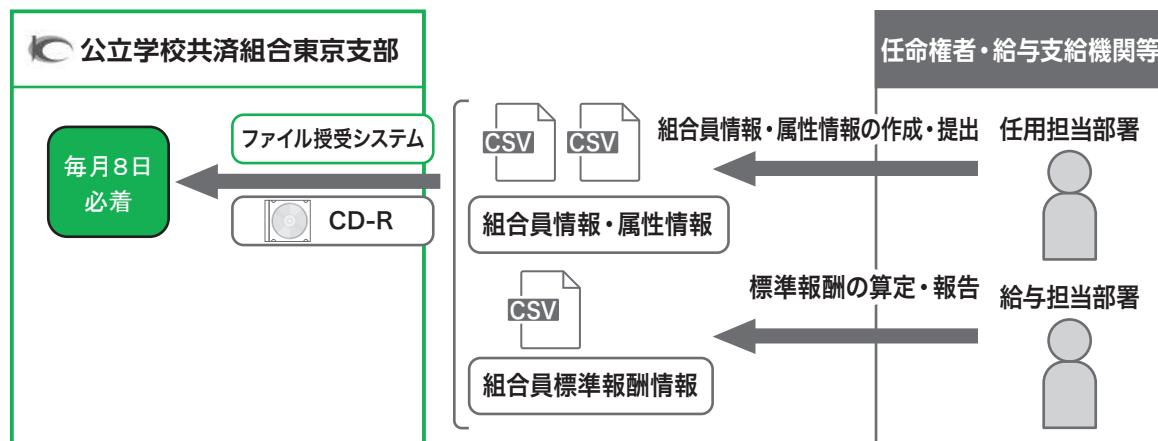 公立学校共済組合東京支部
任命権者・給与支給機関等
毎月8日
必着
ファイル授受システム
CD-R
CSV
CSV
組合員情報・属性情報
組合員情報・属性情報の作成・提出
任用担当部署
CSV
組合員標準報酬情報
標準報酬の算定・報告
給与担当部署